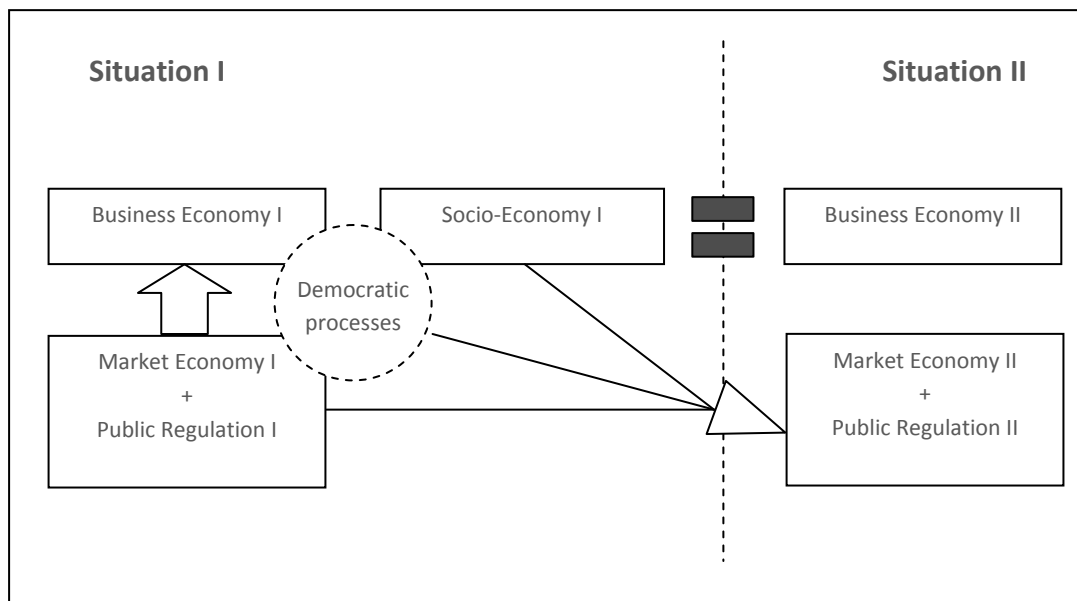 Situation I
Situation II
Business Economy I
Socio-Economy I
Business Economy II
Democratic
processes
Market Economy I
+
Public Regulation I
Market Economy II
+
Public Regulation II